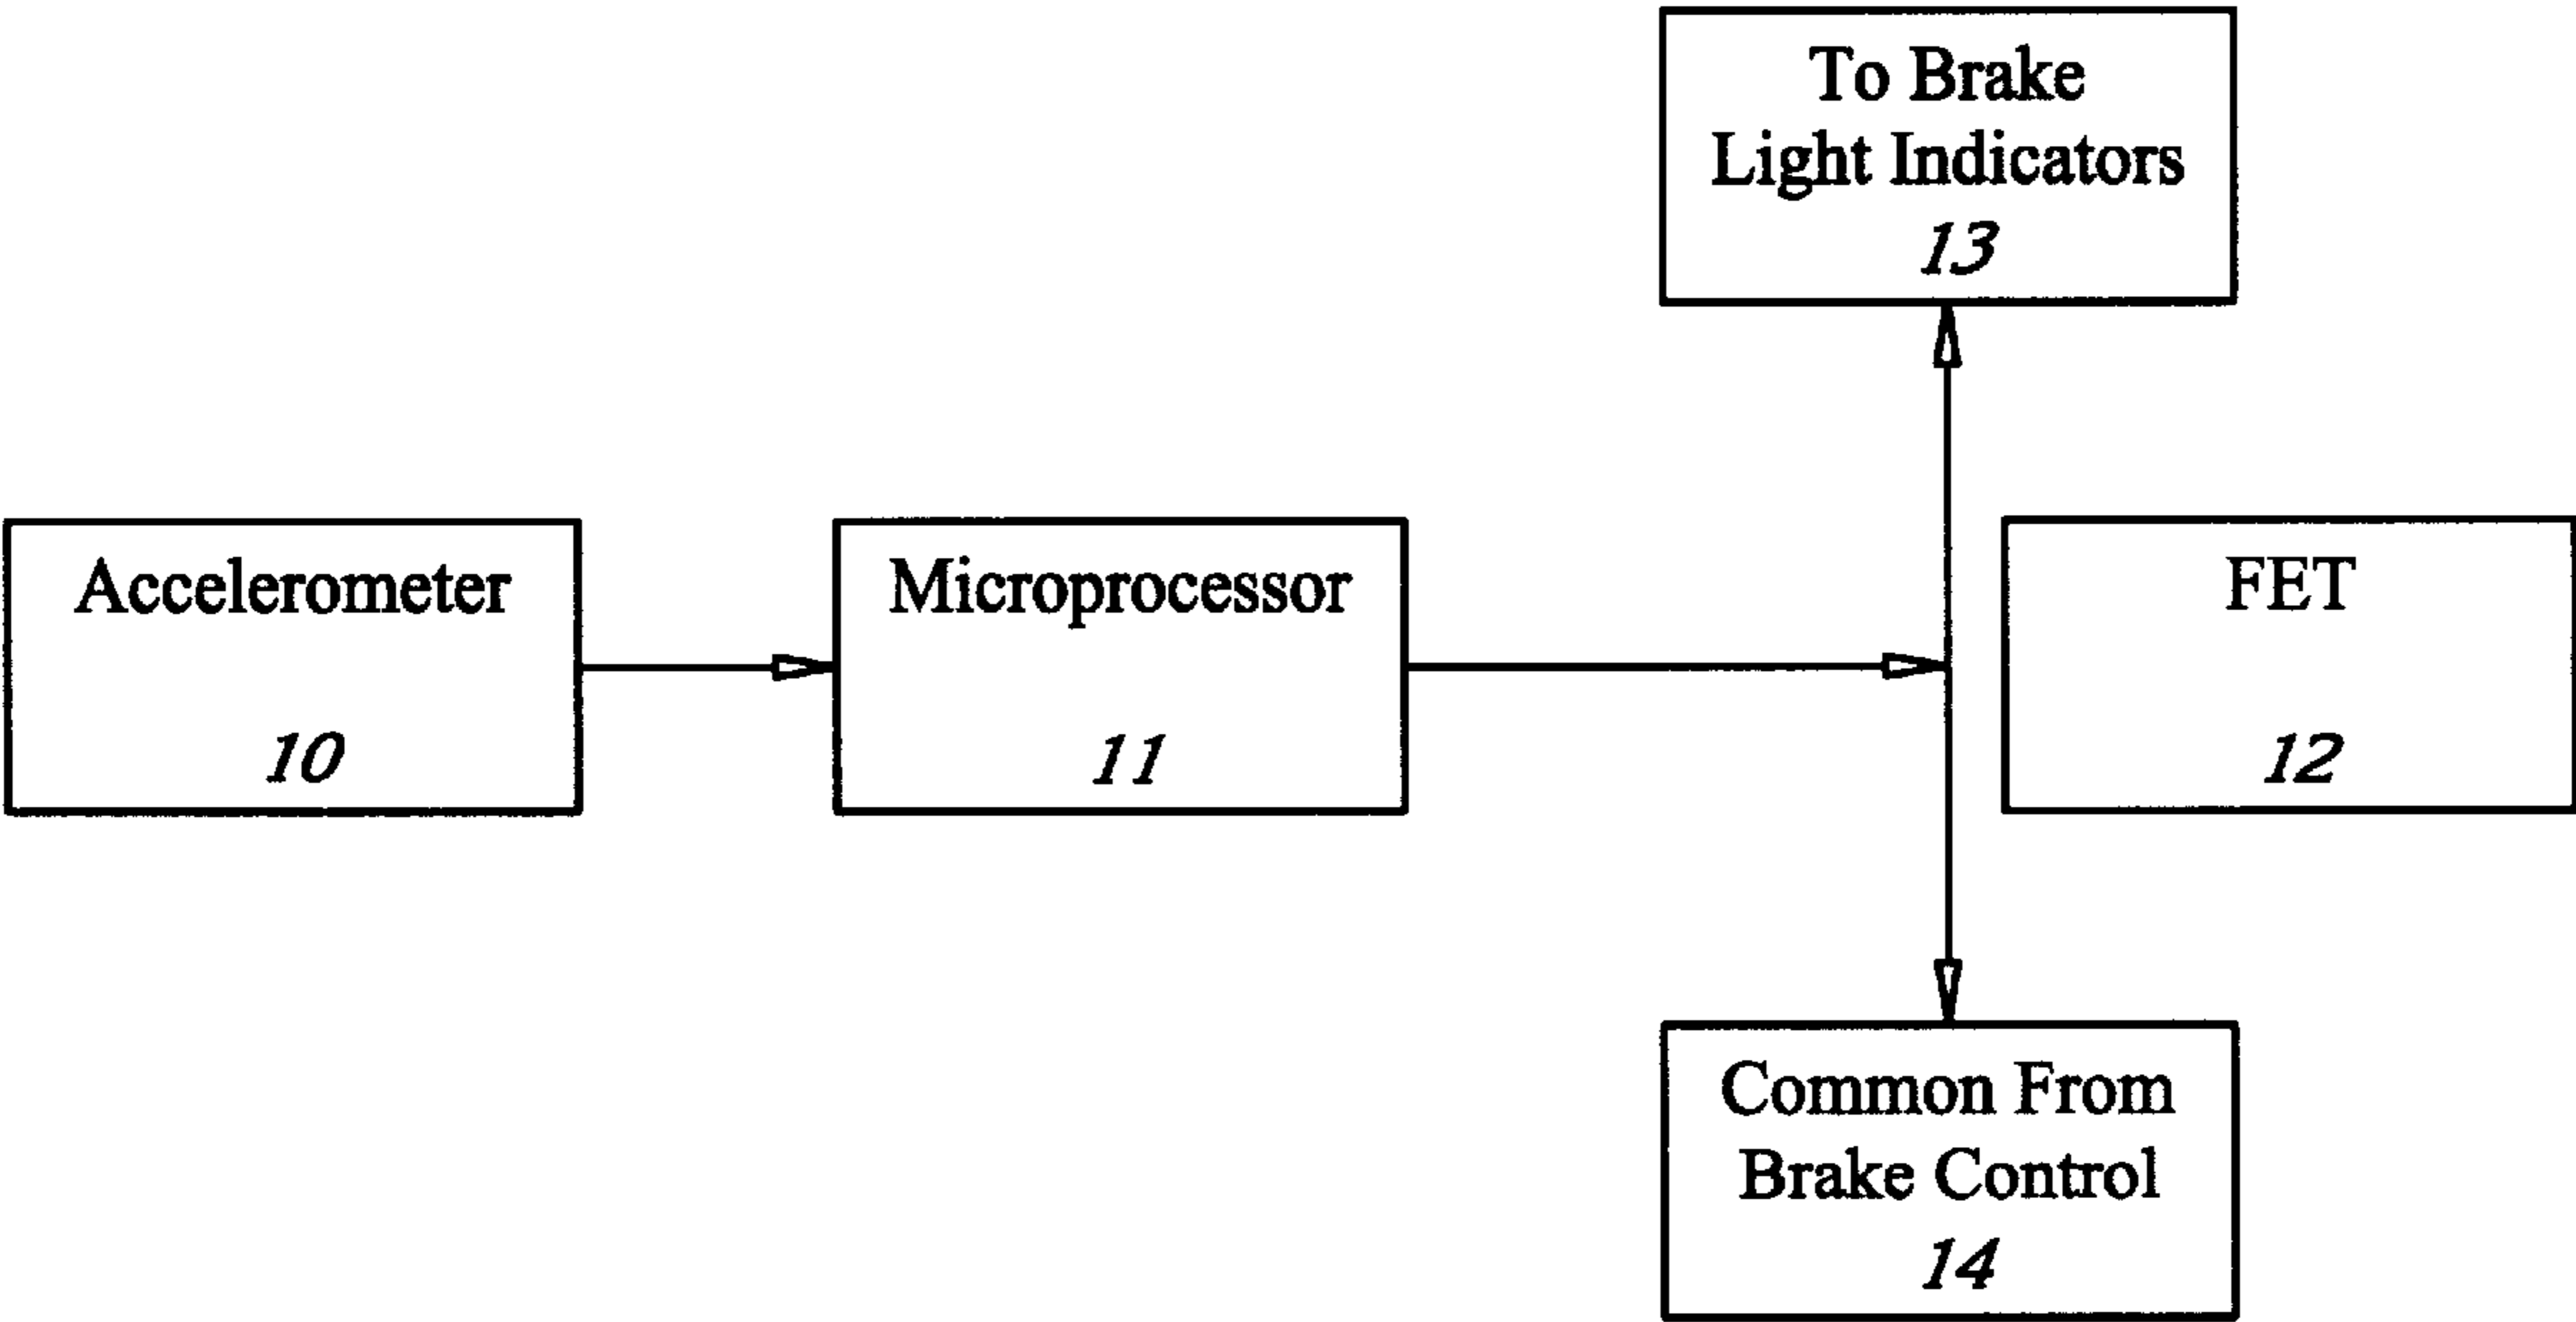 To Brake
Light Indicators
13
Accelerometer
10
Microprocessor
11
FET
12
Common From
Brake Control
14